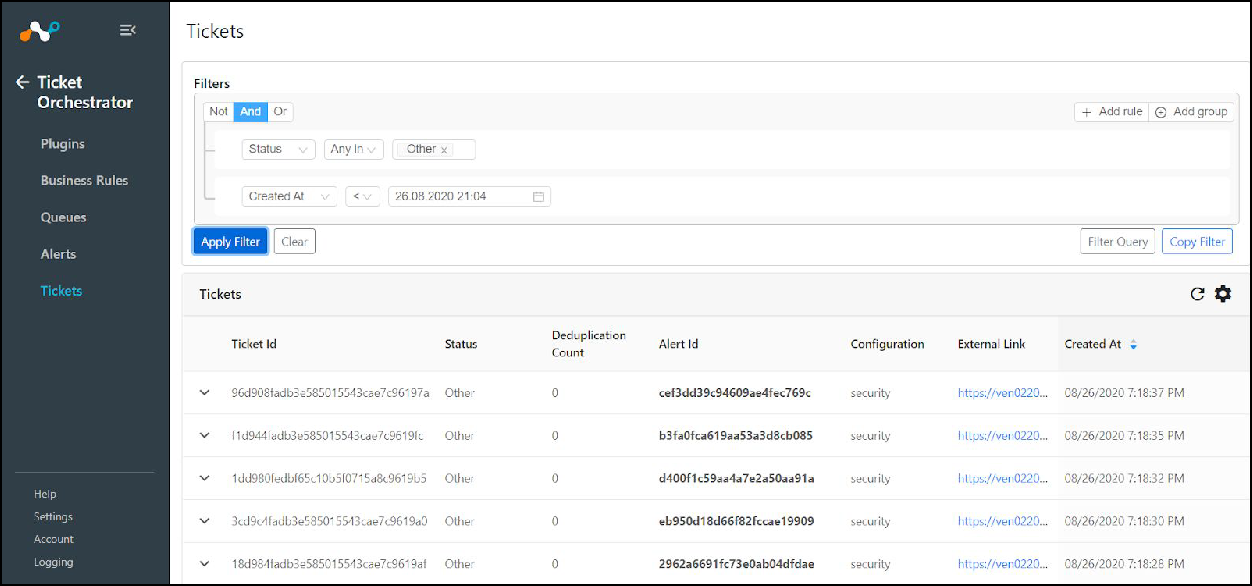 Tickets
Ticket
Orchestrator
Plugins
Business Rules
Queues
Alerts
Tickets
Help
Settings
Account
Logging
Filters
Not And Or
+ Add rule Add group
Status Any in Other x
Created At < 26.08 2020 21:04
Apply Filter Clear Filter Query Copy Filter
Tickets
Ticket Id Status Deduplication Count Alert Id Configuration External Link Created At
96d908fadb3e585015543cae7c96197a Other 0 cef3dd39c94609ae4fec769c security https://ven0220... 08/26/2020 7:18:37 PM
f1d944fadb3e585015543cae7c9619fc Other 0 b3fa0fca619aa53a3d8cb085 security https://ven0220... 08/26/2020 7:18:35 PM
1dd980fedbf65c10b5f0715a8c9619b5 Other 0 d400f1c59aa4a7e2a50aa91a security https://ven0220... 08/26/2020 7:18:32 PM
3cd9c4fadb3e585015543cae7c9619a0 Other 0 eb950d18d66f82fccae19909 security https://ven0220... 08/26/2020 7:18:30 PM
18d984fadb3e585015543cae7c9619af Other 0 2962a6691fc73e0ab04dfdae security https://ven0220... 08/26/2020 7:18:28 PM